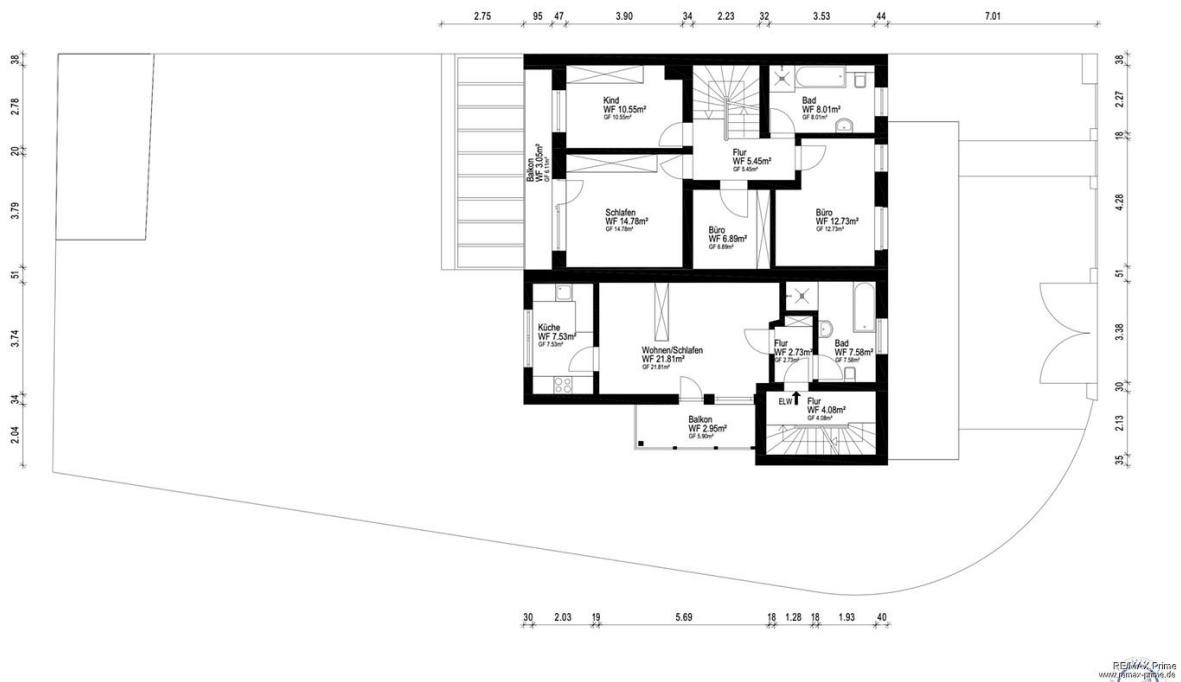 2.75 95 47 3.90 34 2.23 32 3.53 44 7.01
38
2.78
20
3.79
51
3.74
34
2.04
38
2.27
18
4.28
51
3.38
30
2.13
35
Kind
WF 10.55m²
GF 10.55m²
Bad
WF 8.01m²
GF 8.01m²
Flur
WF 5.45m²
GF 5.45m²
Balkon
WF 3.05m²
GF 6.11m²
Schlafen
WF 14.78m²
GF 14.78m²
Büro
WF 6.89m²
GF 6.89m²
Büro
WF 12.73m²
GF 12.73m²
Küche
WF 7.53m²
GF 7.53m²
Wohnen/Schlafen
WF 21.81m²
GF 21.81m²
Flur
WF 2.73m²
GF 2.73m²
Bad
WF 7.58m²
GF 7.58m²
ELW
Flur
WF 4.08m²
GF 4.08m²
Balkon
WF 2.95m²
GF 5.90m²
30 2.03 19 5.69 18 1.28 18 1.93 40
RE/MAX Prime
www.remax-prime.de